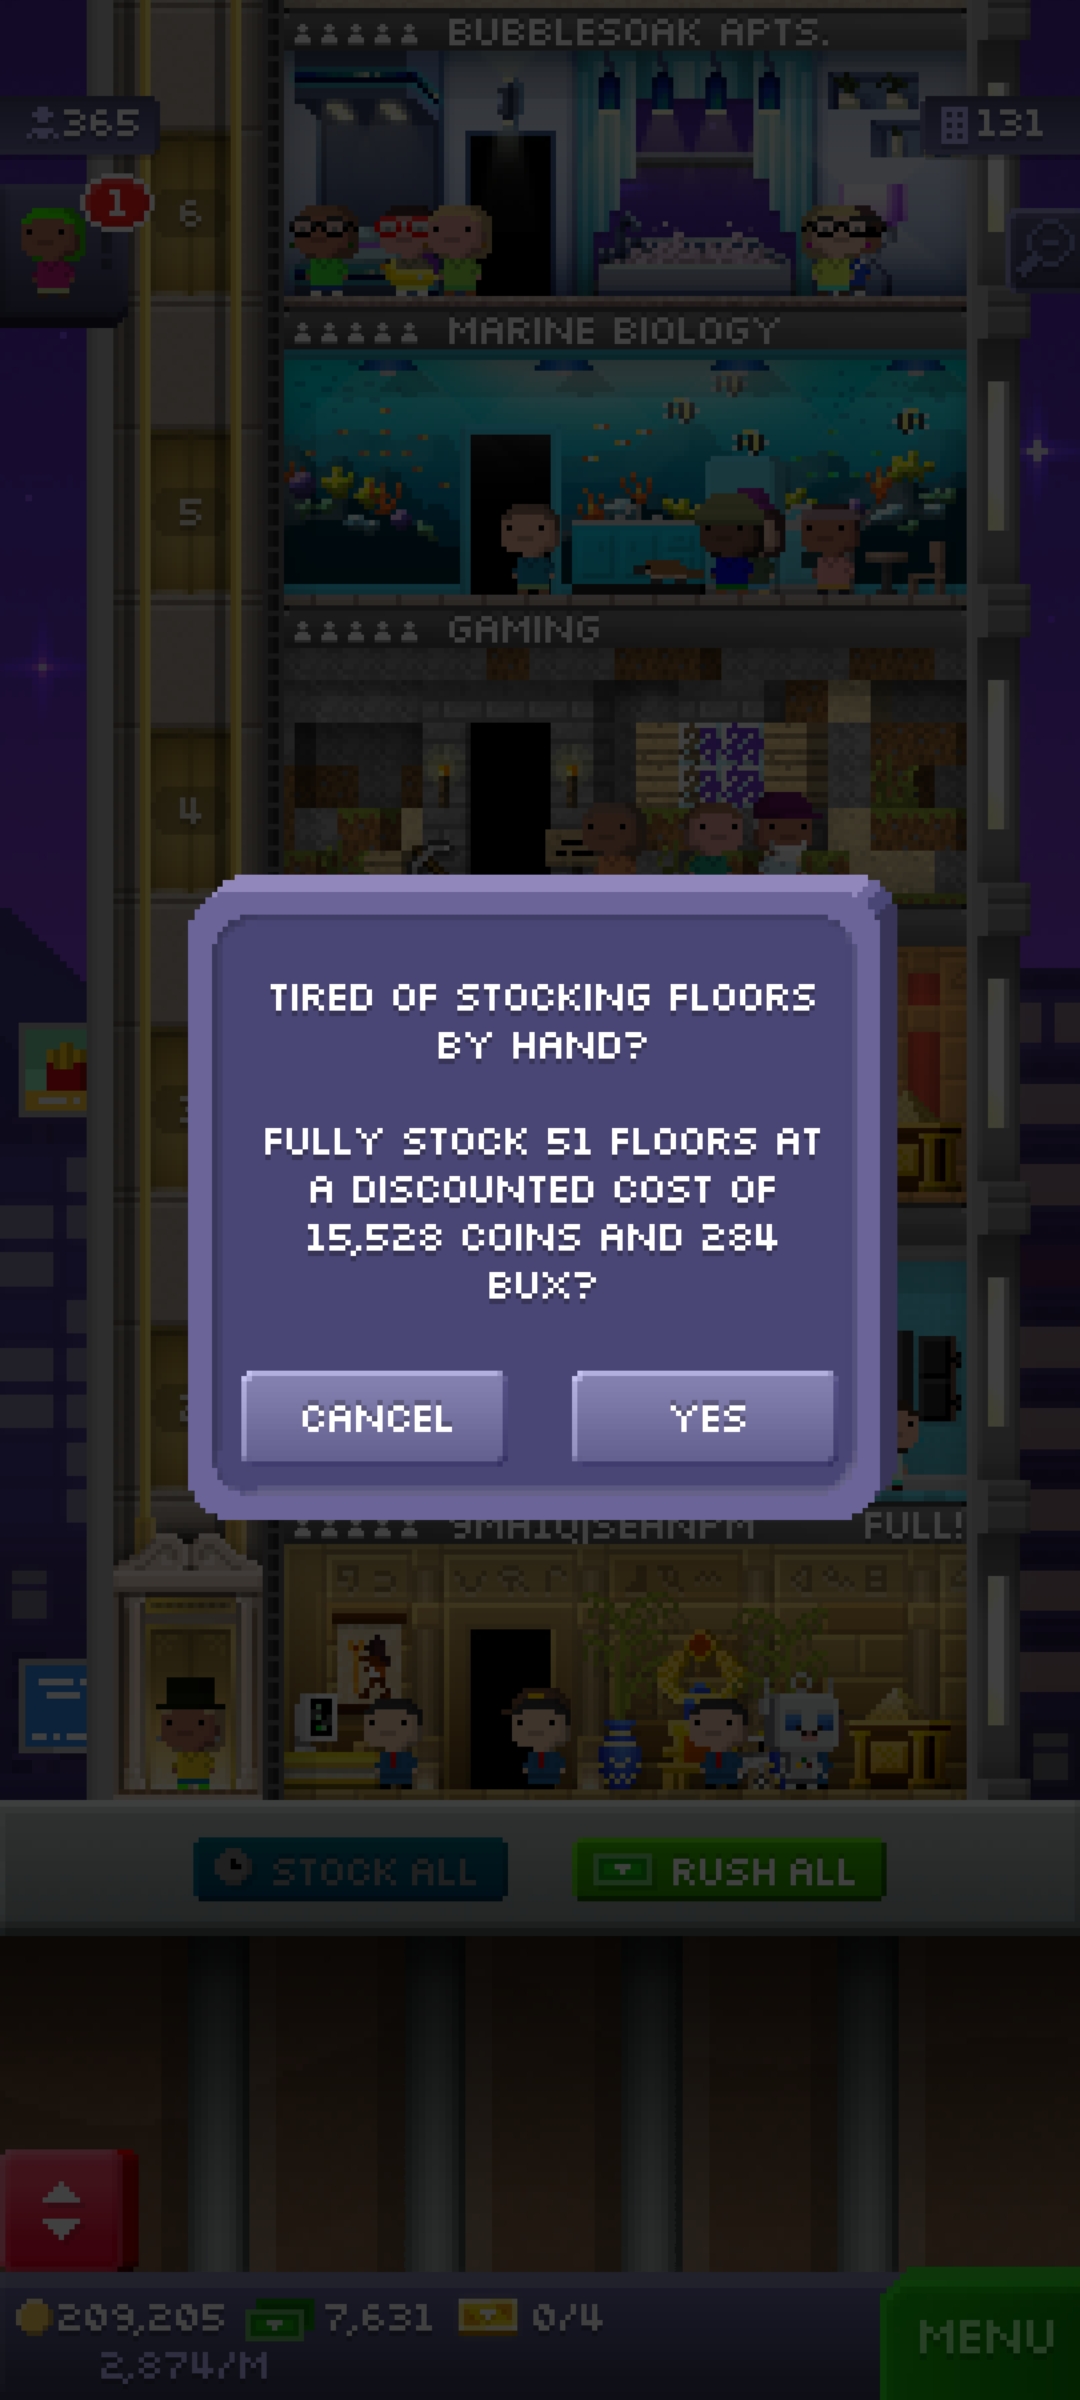 BUBBLESOAK APTS.
365
131
1
6
MARINE BIOLOGY
5
GAMING
4
TIRED OF STOCKING FLOORS
BY HAND?
FULLY STOCK 51 FLOORS AT
A DISCOUNTED COST OF
15,528 COINS AND 284
BUX?
CANCEL
YES
FULL!
STOCK ALL
RUSH ALL
209,205
7,631
0/4
2,874/M
MENU